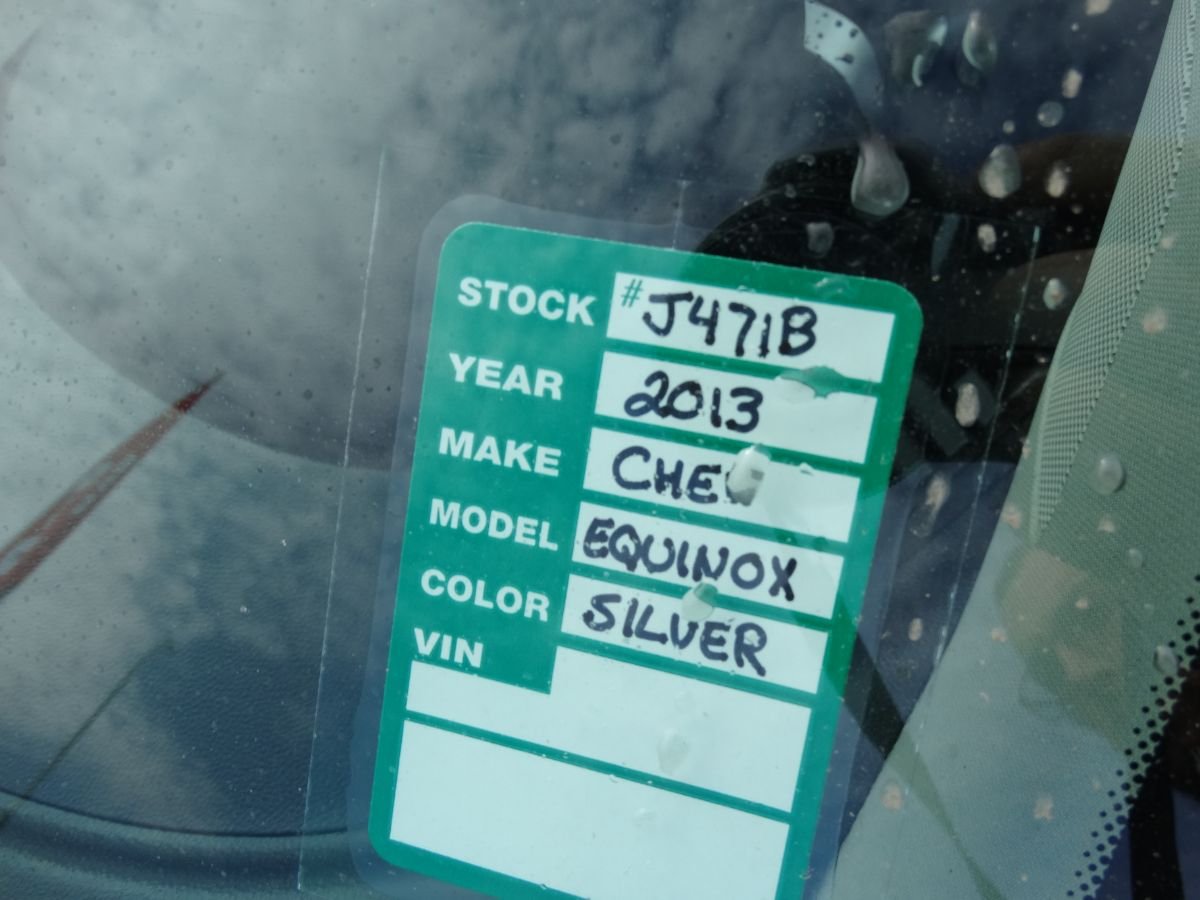 STOCK # J471B
YEAR 2013
MAKE
MODEL EQUINOX
COLOR SILVER
VIN